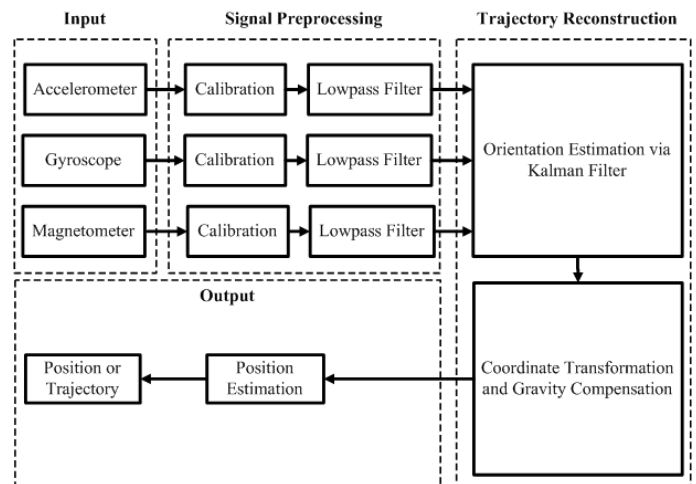 Input
Signal Preprocessing
Trajectory Reconstruction
Accelerometer
Calibration
Lowpass Filter
Gyroscope
Calibration
Lowpass Filter
Orientation Estimation via
Kalman Filter
Magnetometer
Calibration
Lowpass Filter
Output
Position or
Trajectory
Position
Estimation
Coordinate Transformation
and Gravity Compensation